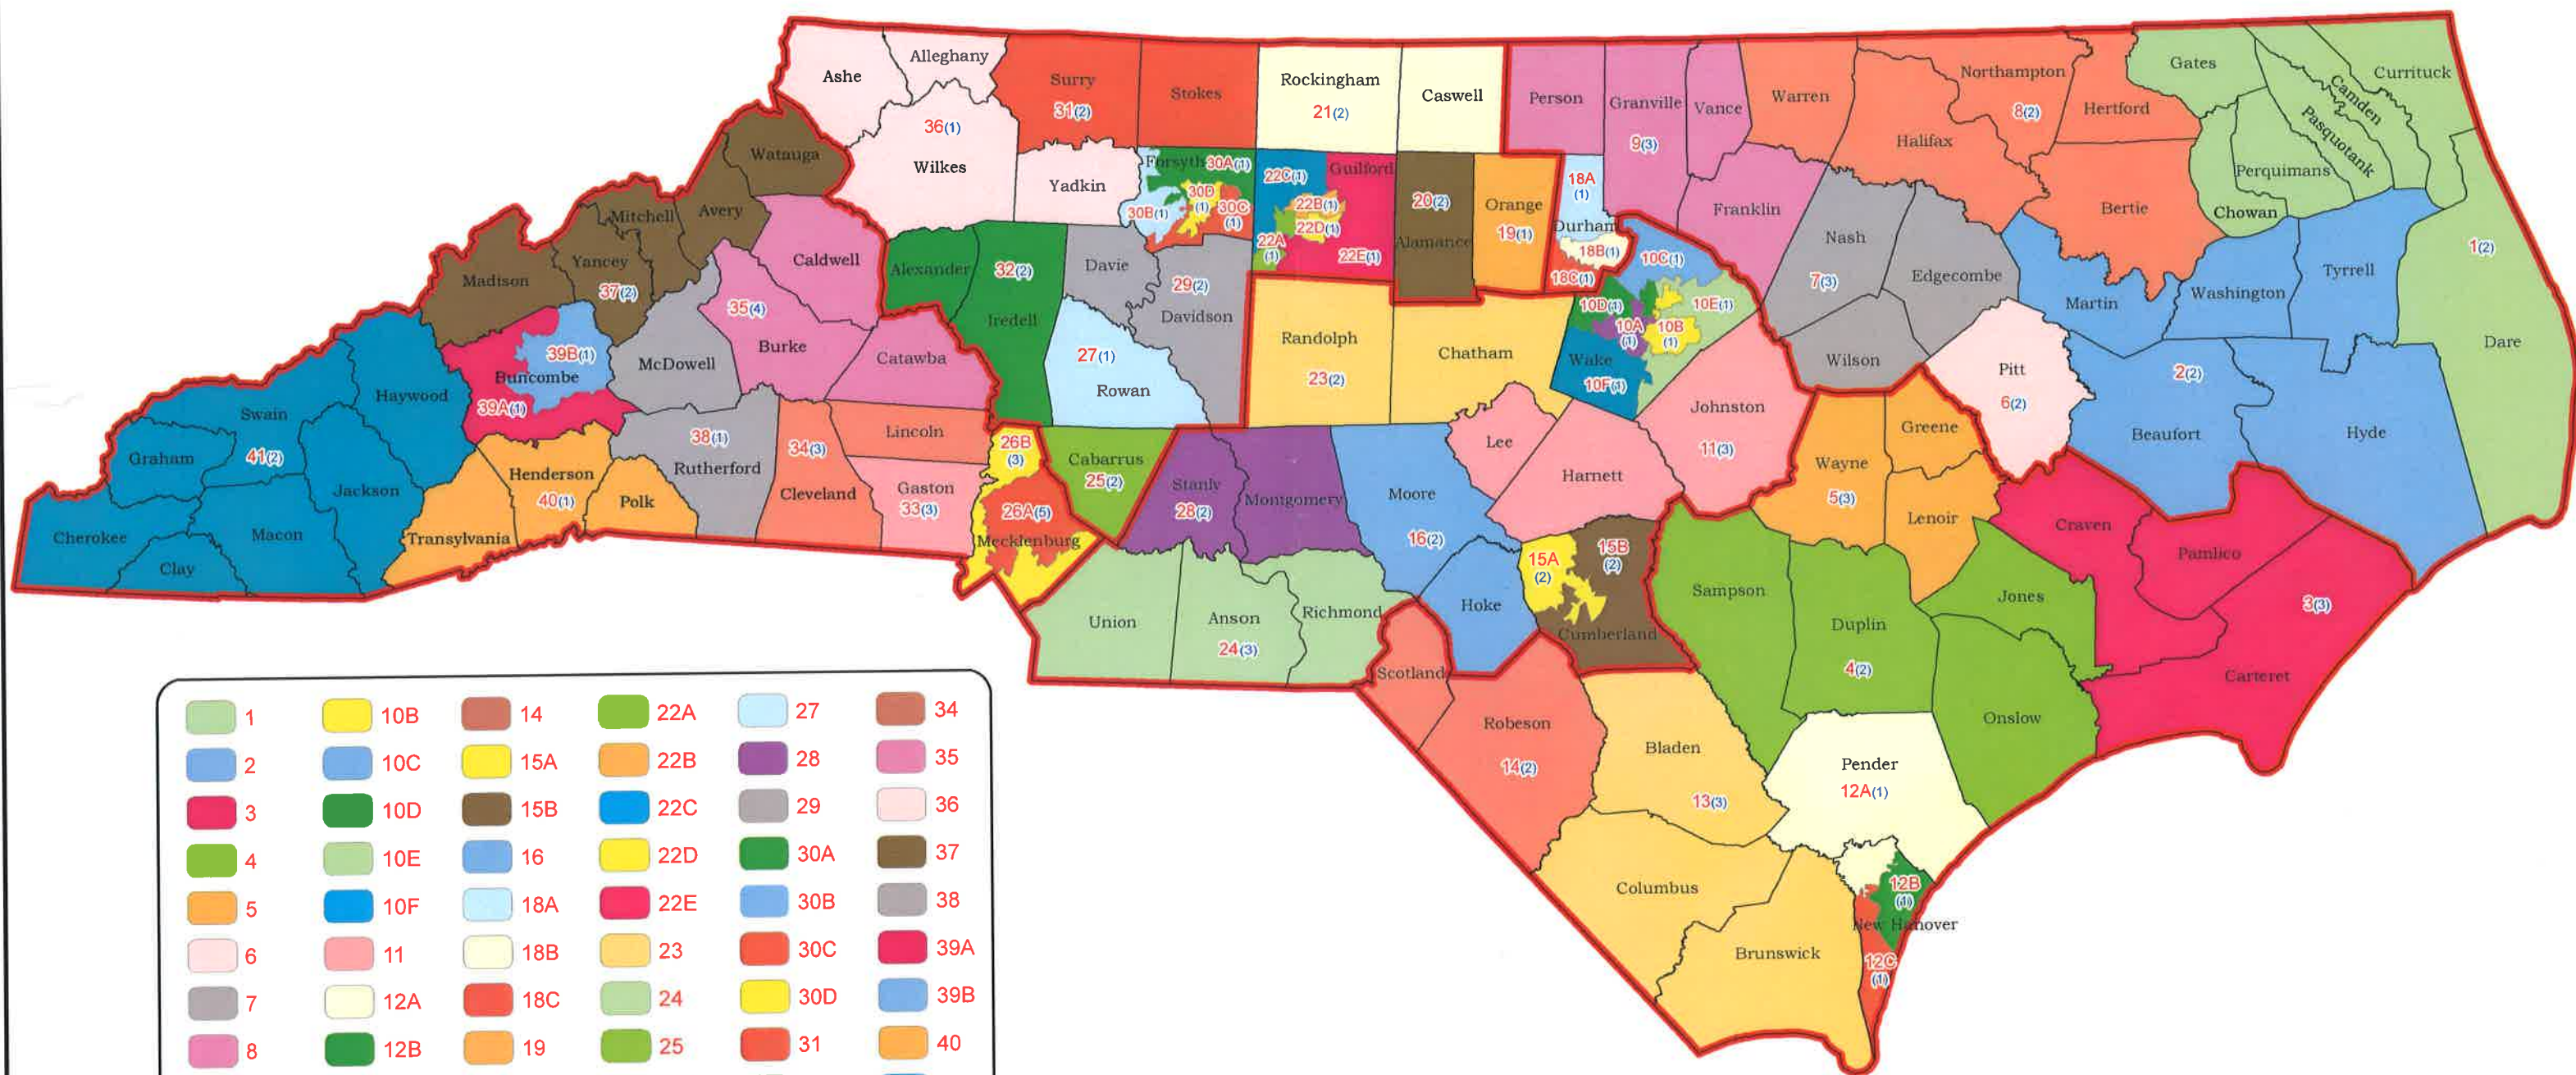 Ashe
Alleghany
Surry
31(2)
Stokes
Rockingham
21(2)
Caswell
Person
Granville
9(3)
Vance
Warren
Northampton
8(2)
Halifax
Hertford
Gates
Camden
Currituck
Pasquotank
Perquimans
Chowan
Bertie
36(1)
Wilkes
Yadkin
Watauga
Forsyth
30A(1)
30D
(1)
30B(1)
30C
(1)
22C(1)
Guilford
22B(1)
22D(1)
22A
(1)
22E(1)
20(2)
Alamance
Orange
19(1)
18A
(1)
Durham
18B(1)
18C(1)
Franklin
Nash
7(3)
Edgecombe
Wilson
Martin
Washington
Tyrrell
1(2)
Dare
Mitchell
Avery
Yancey
37(2)
Madison
Caldwell
35(4)
Burke
Alexander
32(2)
Iredell
Davie
29(2)
Davidson
27(1)
Rowan
Catawba
Randolph
23(2)
Chatham
10C(1)
10D(1)
10E(1)
10A
(1)
10B
(1)
Wake
10F(1)
Johnston
11(3)
Pitt
6(2)
2(2)
Beaufort
Hyde
39B(1)
Buncombe
39A(1)
McDowell
Haywood
Swain
41(2)
Graham
Jackson
Cherokee
Macon
Clay
Henderson
40(1)
Polk
Transylvania
38(1)
Rutherford
34(3)
Cleveland
Lincoln
Gaston
33(3)
26B
(3)
26A(5)
Mecklenburg
Cabarrus
25(2)
Stanly
28(2)
Montgomery
Moore
16(2)
Lee
Harnett
Wayne
5(3)
Greene
Lenoir
Craven
Pamlico
3(3)
Carteret
Jones
Onslow
Sampson
Duplin
4(2)
15A
(2)
15B
(2)
Cumberland
Hoke
Union
Anson
24(3)
Richmond
Scotland
Robeson
14(2)
Bladen
13(3)
Columbus
Brunswick
Pender
12A(1)
12B
(1)
New Hanover
12C
(1)
1 10B 14 22A 27 34
2 10C 15A 22B 28 35
3 10D 15B 22C 29 36
4 10E 16 22D 30A 37
5 10F 18A 22E 30B 38
6 11 18B 23 30C 39A
7 12A 18C 24 30D 39B
8 12B 19 25 31 40